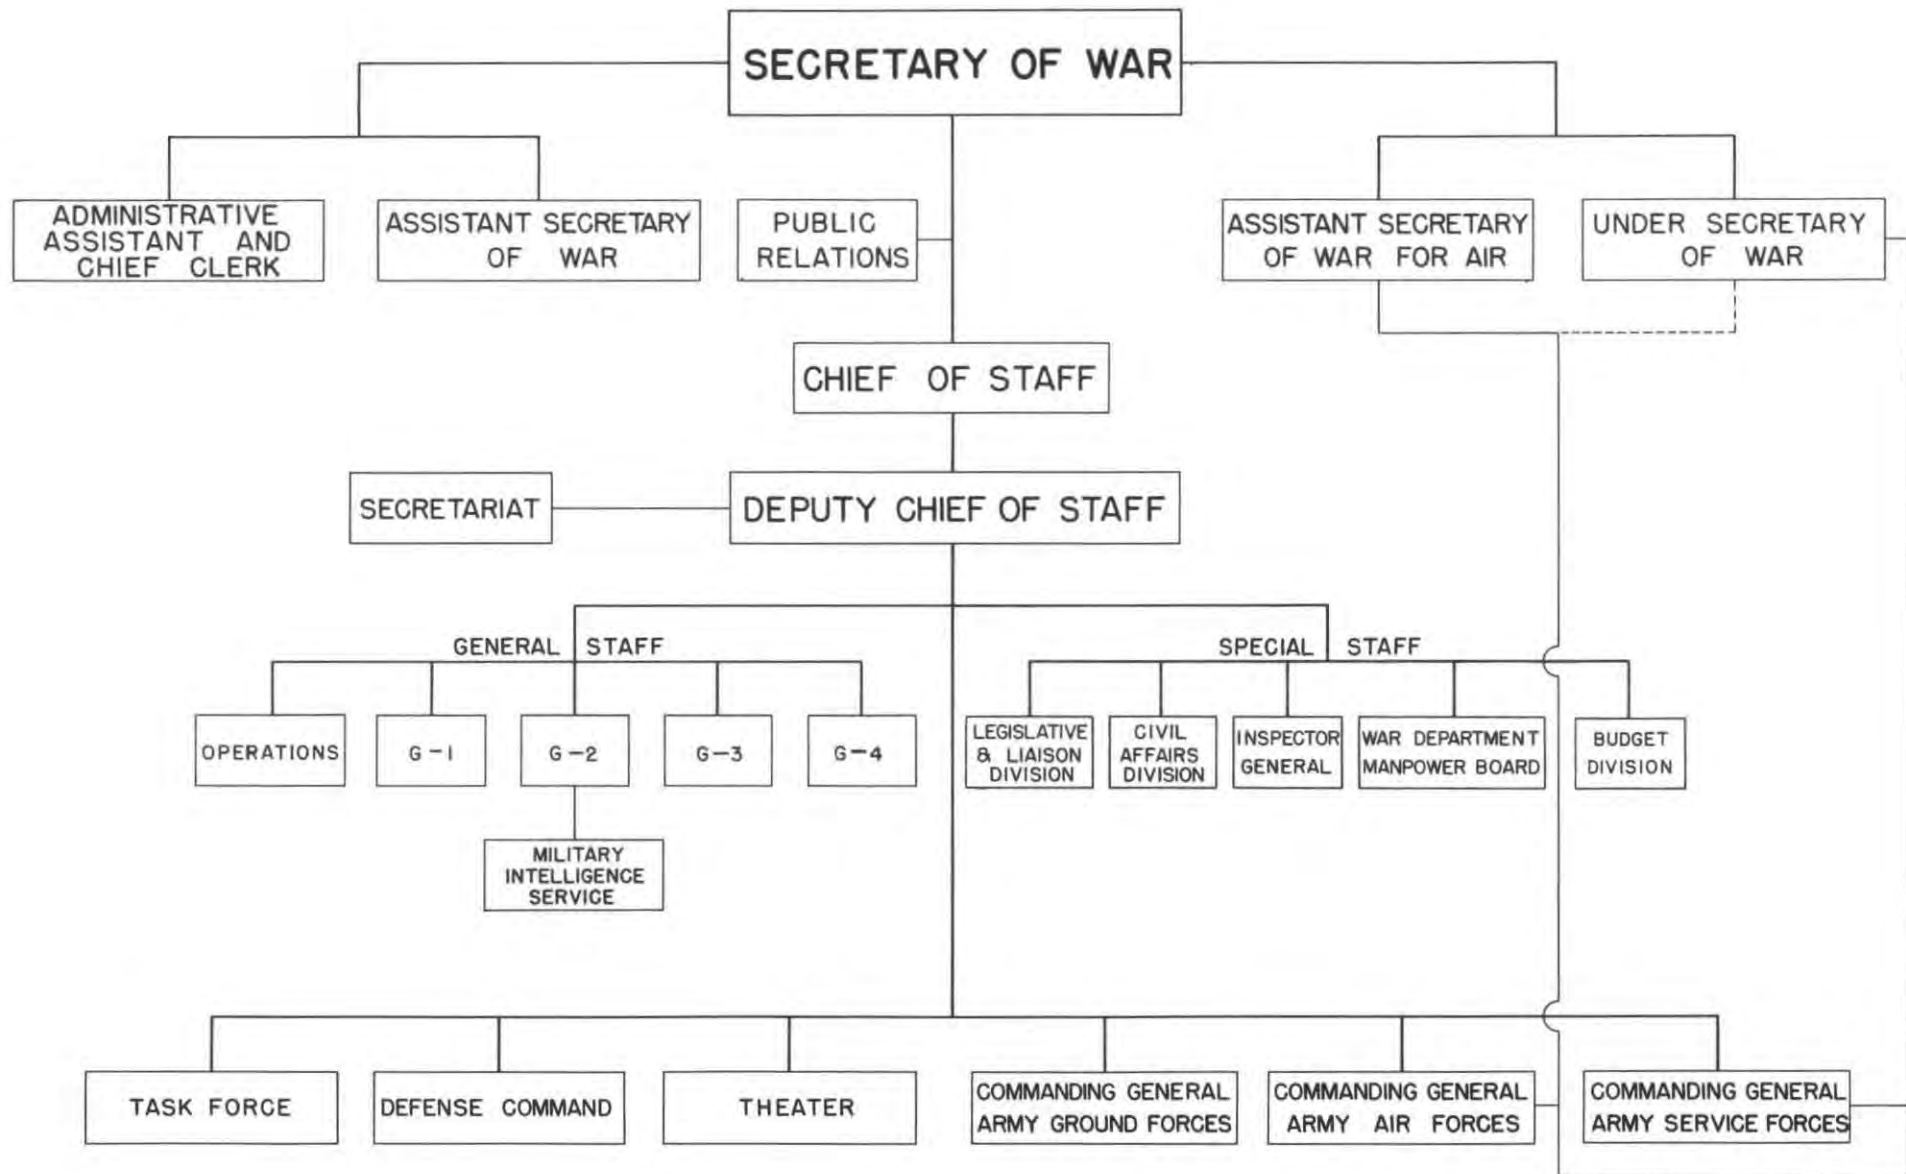 SECRETARY OF WAR
ADMINISTRATIVE
ASSISTANT AND
CHIEF CLERK
ASSISTANT SECRETARY
OF WAR
PUBLIC
RELATIONS
ASSISTANT SECRETARY
OF WAR FOR AIR
UNDER SECRETARY
OF WAR
CHIEF OF STAFF
SECRETARIAT
DEPUTY CHIEF OF STAFF
GENERAL STAFF
SPECIAL STAFF
OPERATIONS
G-1
G-2
G-3
G-4
LEGISLATIVE
& LIAISON
DIVISION
CIVIL
AFFAIRS
DIVISION
INSPECTOR
GENERAL
WAR DEPARTMENT
MANPOWER BOARD
BUDGET
DIVISION
MILITARY
INTELLIGENCE
SERVICE
TASK FORCE
DEFENSE COMMAND
THEATER
COMMANDING GENERAL
ARMY GROUND FORCES
COMMANDING GENERAL
ARMY AIR FORCES
COMMANDING GENERAL
ARMY SERVICE FORCES